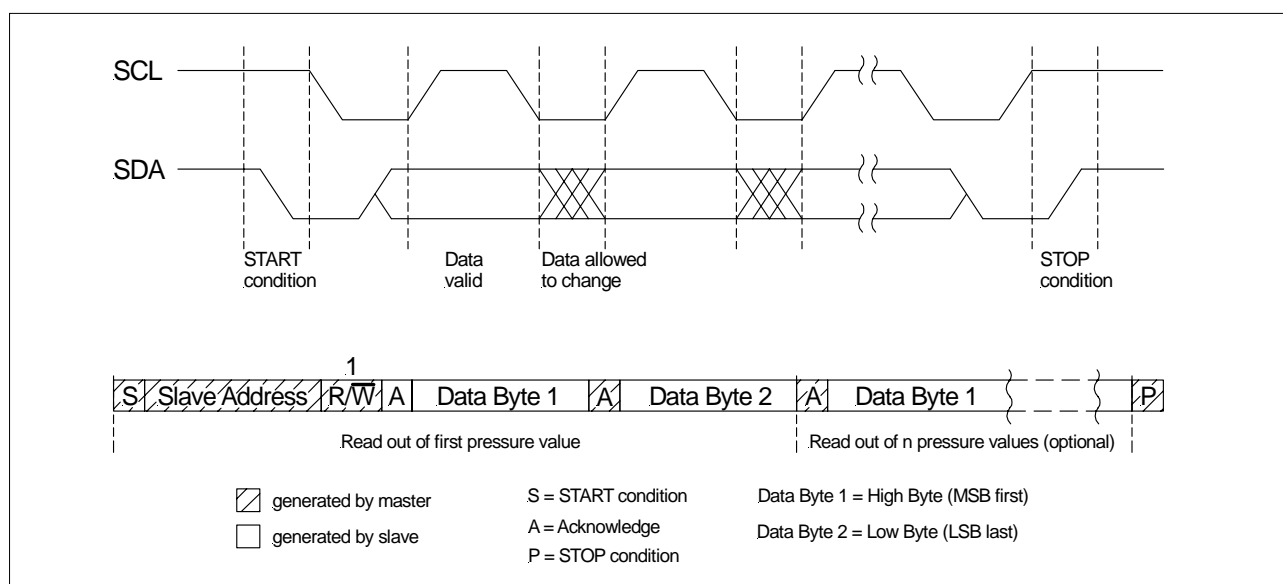 SCL
SDA
START condition
Data valid
Data allowed to change
STOP condition
1
S Slave Address R/W̅ A Data Byte 1 A Data Byte 2 A Data Byte 1 P
Read out of first pressure value
Read out of n pressure values (optional)
generated by master
generated by slave
S = START condition
A = Acknowledge
P = STOP condition
Data Byte 1 = High Byte (MSB first)
Data Byte 2 = Low Byte (LSB last)